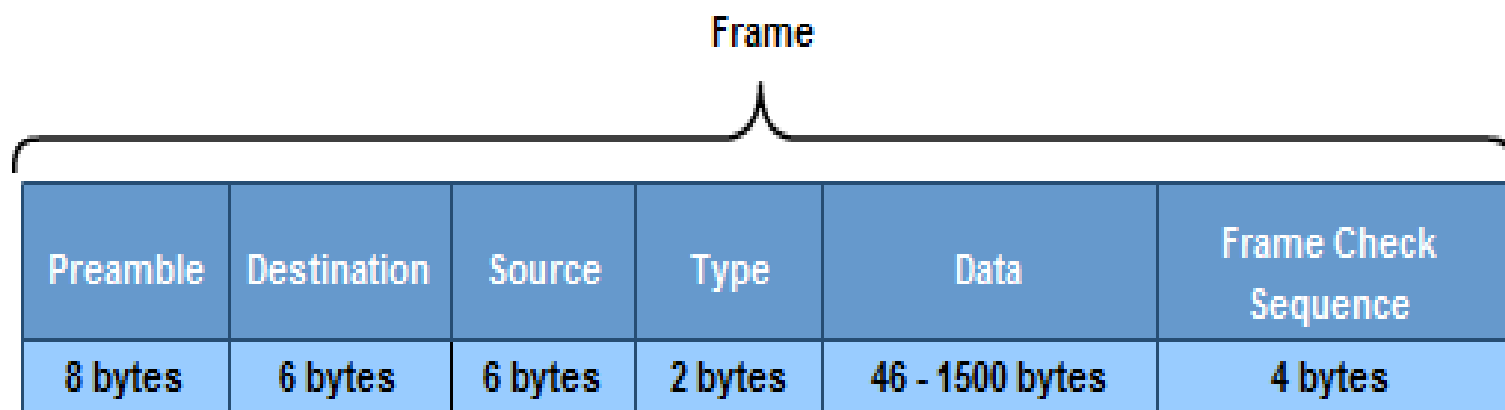 Frame
Preamble Destination Source Type Data Frame Check
Sequence
8 bytes 6 bytes 6 bytes 2 bytes 46 - 1500 bytes 4 bytes